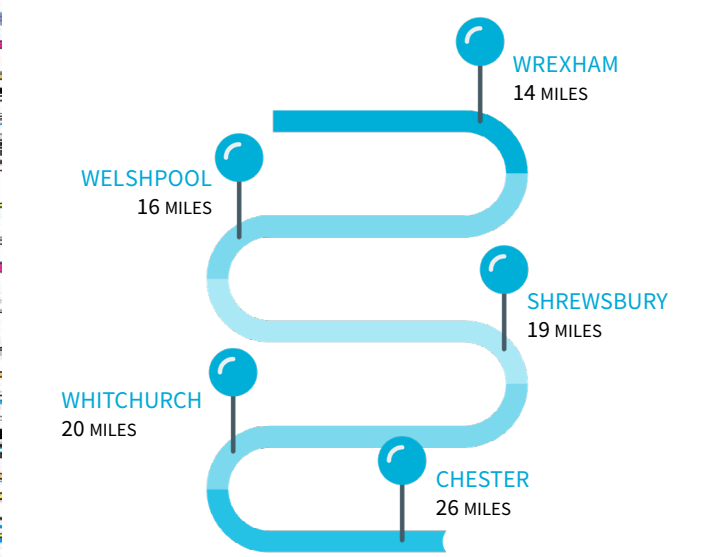 WREXHAM
14 MILES
WELSHPOOL
16 MILES
SHREWSBURY
19 MILES
WHITCHURCH
20 MILES
CHESTER
26 MILES